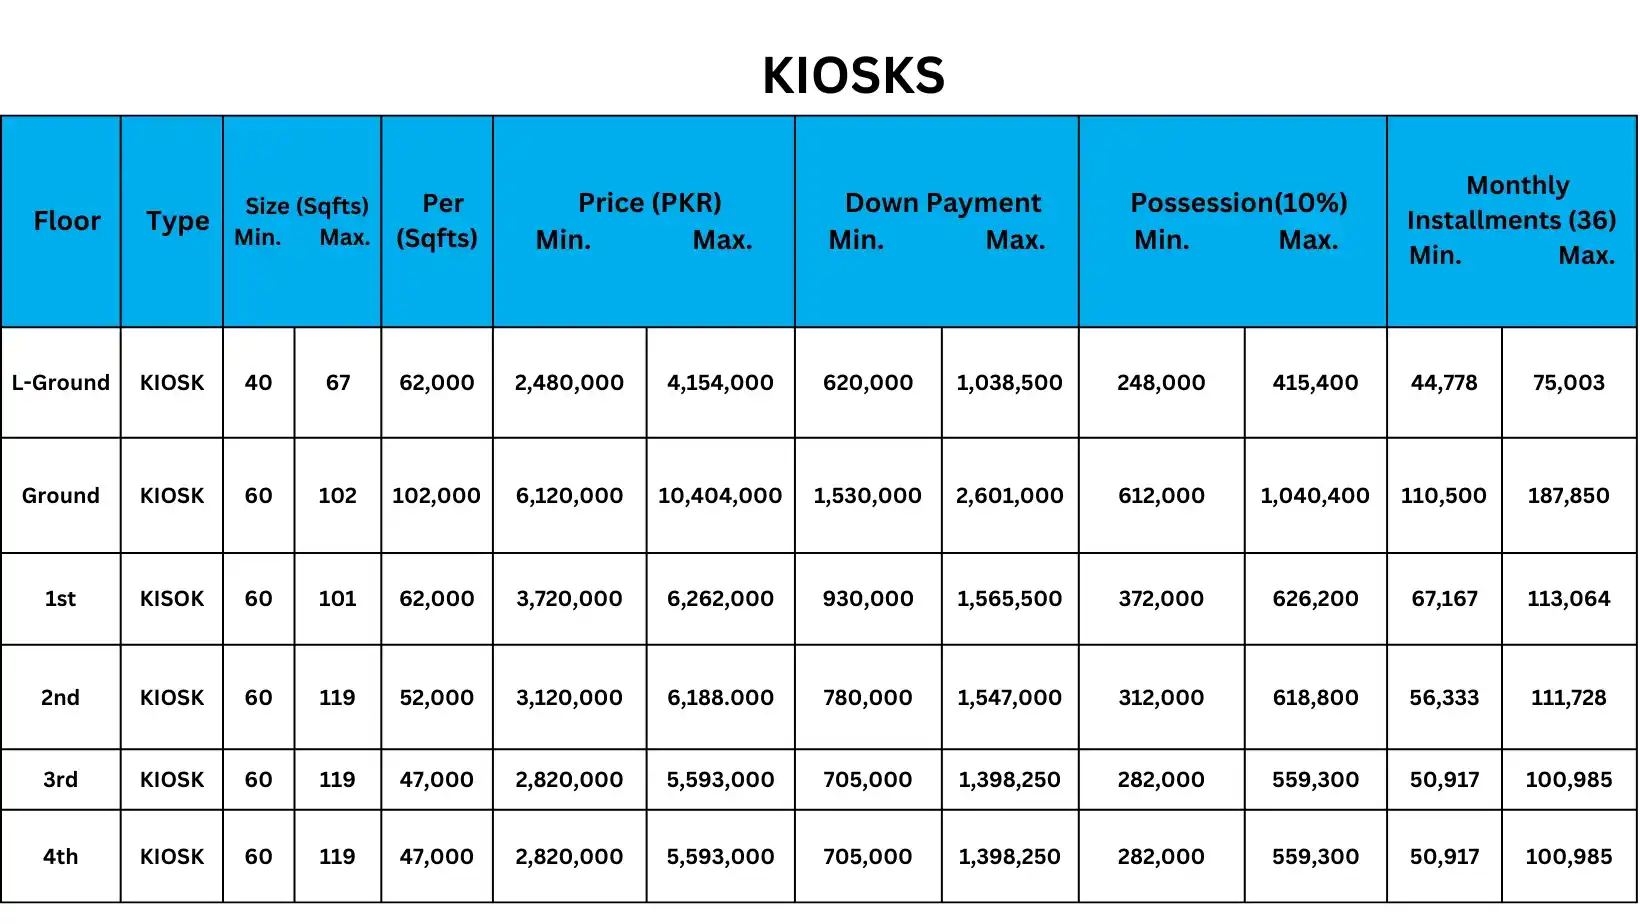 KIOSKS
Floor Type Size (Sqfts) Per Price (PKR) Down Payment Possession(10%) Monthly
Min. Max. (Sqfts) Min. Max. Min. Max. Min. Max. Installments (36)
Min. Max.
L-Ground KIOSK 40 67 62,000 2,480,000 4,154,000 620,000 1,038,500 248,000 415,400 44,778 75,003
Ground KIOSK 60 102 102,000 6,120,000 10,404,000 1,530,000 2,601,000 612,000 1,040,400 110,500 187,850
1st KISOK 60 101 62,000 3,720,000 6,262,000 930,000 1,565,500 372,000 626,200 67,167 113,064
2nd KIOSK 60 119 52,000 3,120,000 6,188.000 780,000 1,547,000 312,000 618,800 56,333 111,728
3rd KIOSK 60 119 47,000 2,820,000 5,593,000 705,000 1,398,250 282,000 559,300 50,917 100,985
4th KIOSK 60 119 47,000 2,820,000 5,593,000 705,000 1,398,250 282,000 559,300 50,917 100,985